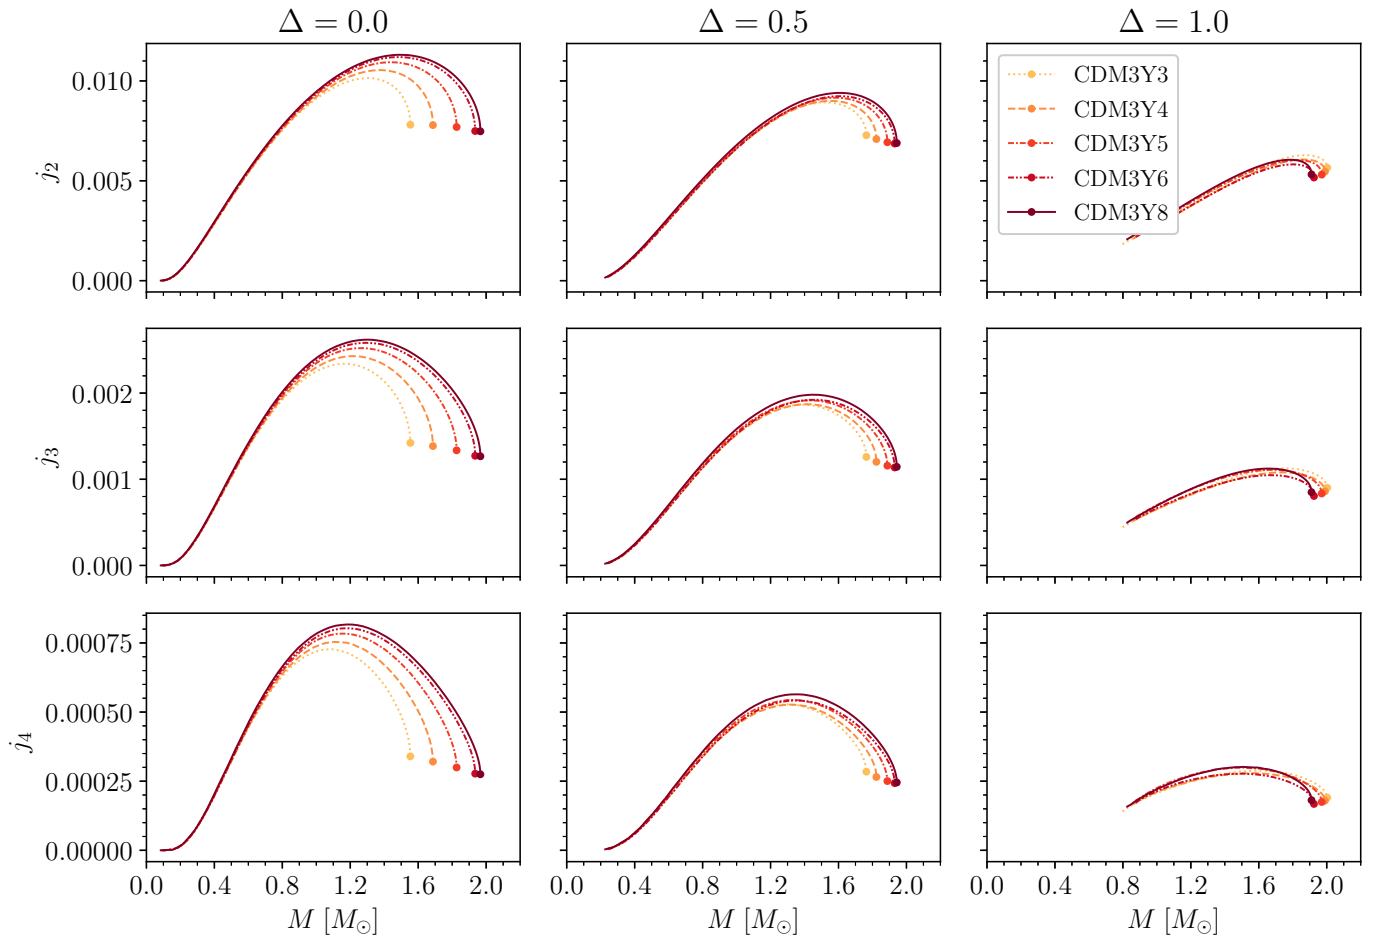 Δ = 0.0
Δ = 0.5
Δ = 1.0
0.010
0.005
0.000
j₂
CDM3Y3
CDM3Y4
CDM3Y5
CDM3Y6
CDM3Y8
0.002
0.001
0.000
j₃
0.00075
0.00050
0.00025
0.00000
j₄
0.0 0.4 0.8 1.2 1.6 2.0
0.0 0.4 0.8 1.2 1.6 2.0
0.0 0.4 0.8 1.2 1.6 2.0
M [M☉]
M [M☉]
M [M☉]